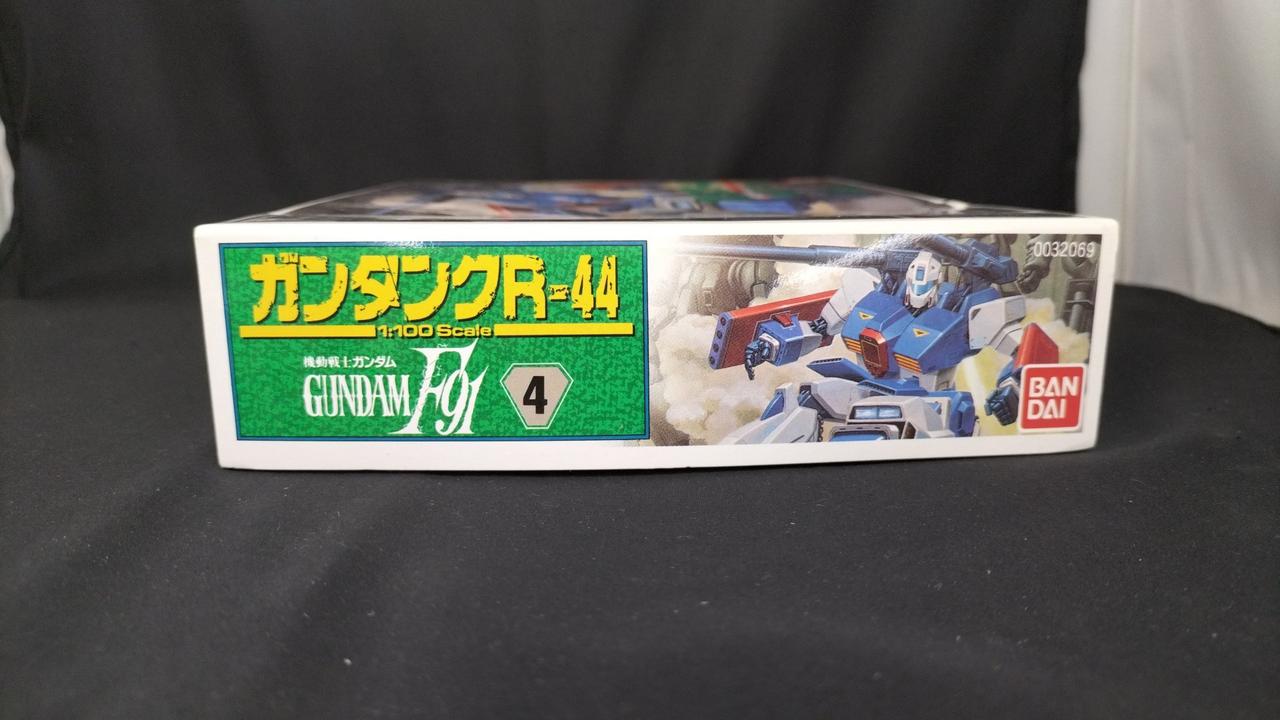 ガンタンクR-44
1:100 Scale
機動戦士ガンダム
GUNDAM F91
4
0032069
BAN
DAI